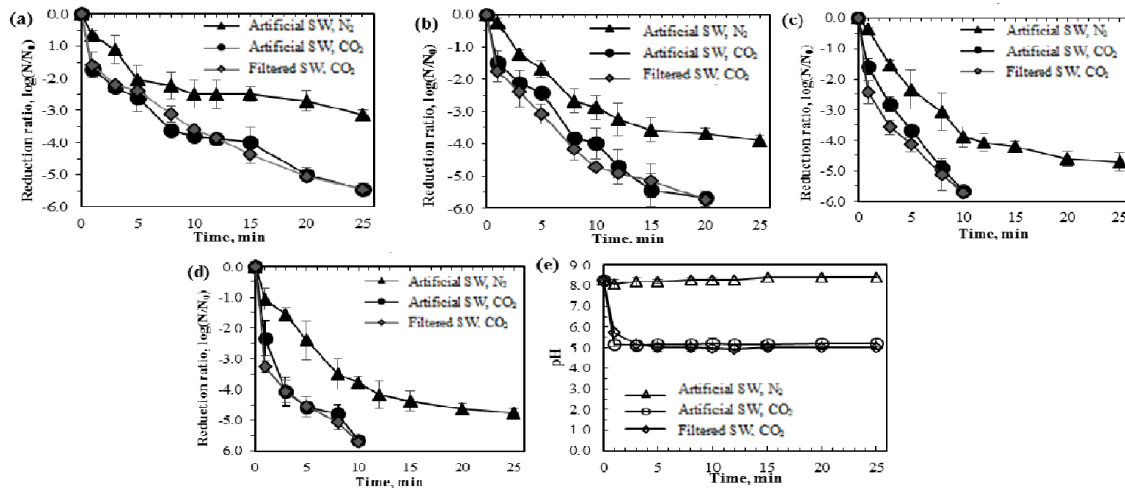 (a)
Reduction ratio, log(N/N₀)
0.0
1.0
-2.0
-3.0
-4.0
-5.0
-6.0
Artificial SW, N₂
Artificial SW, CO₂
Filtered SW, CO₂
0 5 10 15 20 25
Time, min
(b)
Reduction ratio, log(N/N₀)
0.0
-1.0
-2.0
-3.0
-4.0
-5.0
-6.0
Artificial SW, N₂
Artificial SW, CO₂
Filtered SW, CO₂
0 5 10 15 20 25
Time, min
(c)
Reduction ratio, log(N/N₀)
0.0
-1.0
-2.0
-3.0
-4.0
-5.0
-6.0
Artificial SW, N₂
Artificial SW, CO₂
Filtered SW, CO₂
0 5 10 15 20 25
Time, min
(d)
Reduction ratio, log(N/N₀)
0.0
-1.0
-2.0
-3.0
-4.0
-5.0
6.0
Artificial SW, N₂
Artificial SW, CO₂
Filtered SW, CO₂
0 5 10 15 20 25
Time, min
(e)
pH
9.0
8.0
7.0
6.0
5.0
4.0
3.0
2.0
1.0
0.0
Artificial SW, N₂
Artificial SW, CO₂
Filtered SW, CO₂
0 5 10 15 20 25
Time, min